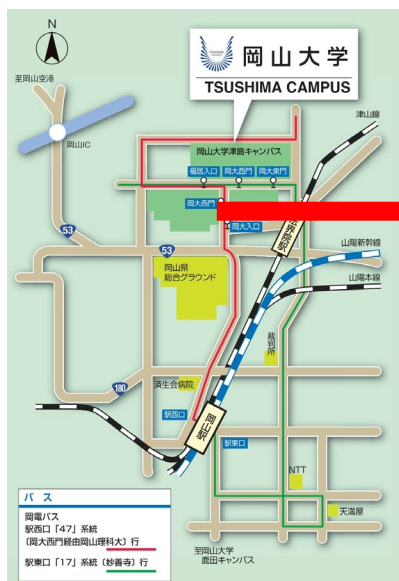 N
岡山大学
TSUSHIMA CAMPUS
至岡山空港
津山線
岡山IC
岡山大学津島キャンパス
福居入口
岡大西門
岡大東門
岡大西門
岡大入口
法界院駅
53
53
山陽新幹線
山陽本線
岡山県
総合グラウンド
裁判所
180
済生会病院
駅西口
岡山駅
駅東口
NTT
天満屋
バス
岡電バス
駅西口「47」系統
〔岡大西門経由岡山理科大〕行
駅東口「17」系統〔妙善寺〕行
至岡山大学
鹿田キャンパス